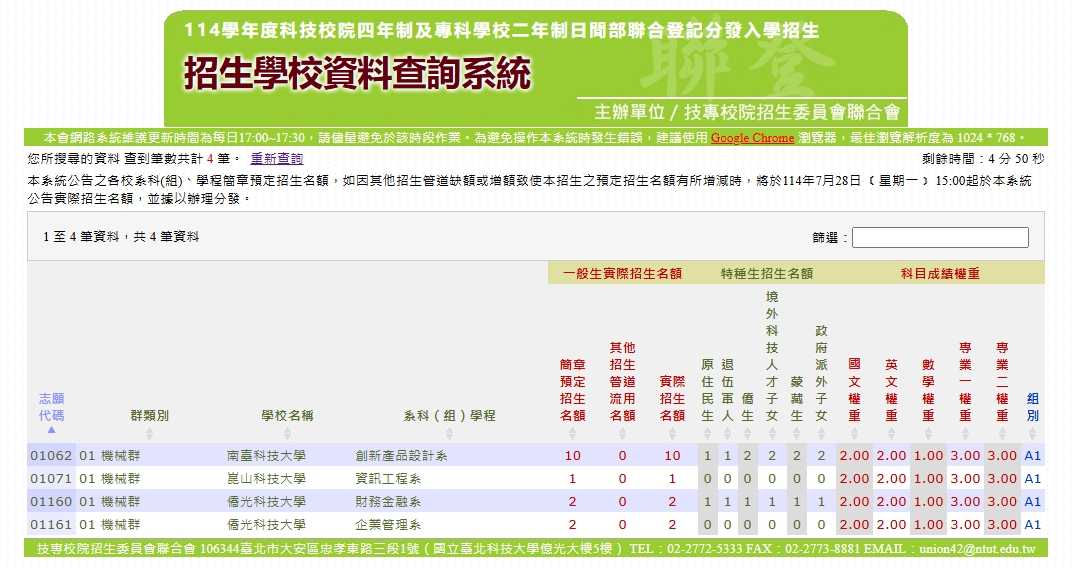 114學年度科技校院四年制及專科學校二年制日間部聯合登記分發入學招生
聯登
招生學校資料查詢系統
主辦單位 / 技專校院招生委員會聯合會
本會網路系統維護更新時間為每日17:00~17:30，請儘量避免於該時段作業。為避免操作本系統時發生錯誤，建議使用 Google Chrome 瀏覽器，最佳瀏覽解析度為 1024 * 768。
您所搜尋的資料 查到筆數共計 4 筆。 重新查詢 剩餘時間：4 分 50 秒
本系統公告之各校系科(組)、學程簡章預定招生名額，如因其他招生管道缺額或增額致使本招生之預定招生名額有所增減時，將於114年7月28日﹝星期一﹞15:00起於本系統
公告實際招生名額，並據以辦理分發。
1 至 4 筆資料，共 4 筆資料 篩選：
一般生實際招生名額 特種生招生名額 科目成績權重
志願代碼 群類別 學校名稱 系科（組）學程 簡章預定招生名額 其他招生管道流用名額 實際招生名額 原住民生 退伍軍人 僑生 境外科技人才子女 蒙藏生 政府派外子女 國文權重 英文權重 數學權重 專業一權重 專業二權重 組別
01062 01 機械群 南臺科技大學 創新產品設計系 10 0 10 1 1 2 2 2 2 2.00 2.00 1.00 3.00 3.00 A1
01071 01 機械群 崑山科技大學 資訊工程系 1 0 1 0 0 0 0 0 0 2.00 2.00 1.00 3.00 3.00 A1
01160 01 機械群 僑光科技大學 財務金融系 2 0 2 1 1 1 1 1 1 2.00 2.00 1.00 3.00 3.00 A1
01161 01 機械群 僑光科技大學 企業管理系 2 0 2 0 0 0 0 0 0 2.00 2.00 1.00 3.00 3.00 A1
技專校院招生委員會聯合會 106344臺北市大安區忠孝東路三段1號（國立臺北科技大學億光大樓5樓） TEL：02-2772-5333 FAX：02-2773-8881 EMAIL：union42@ntut.edu.tw